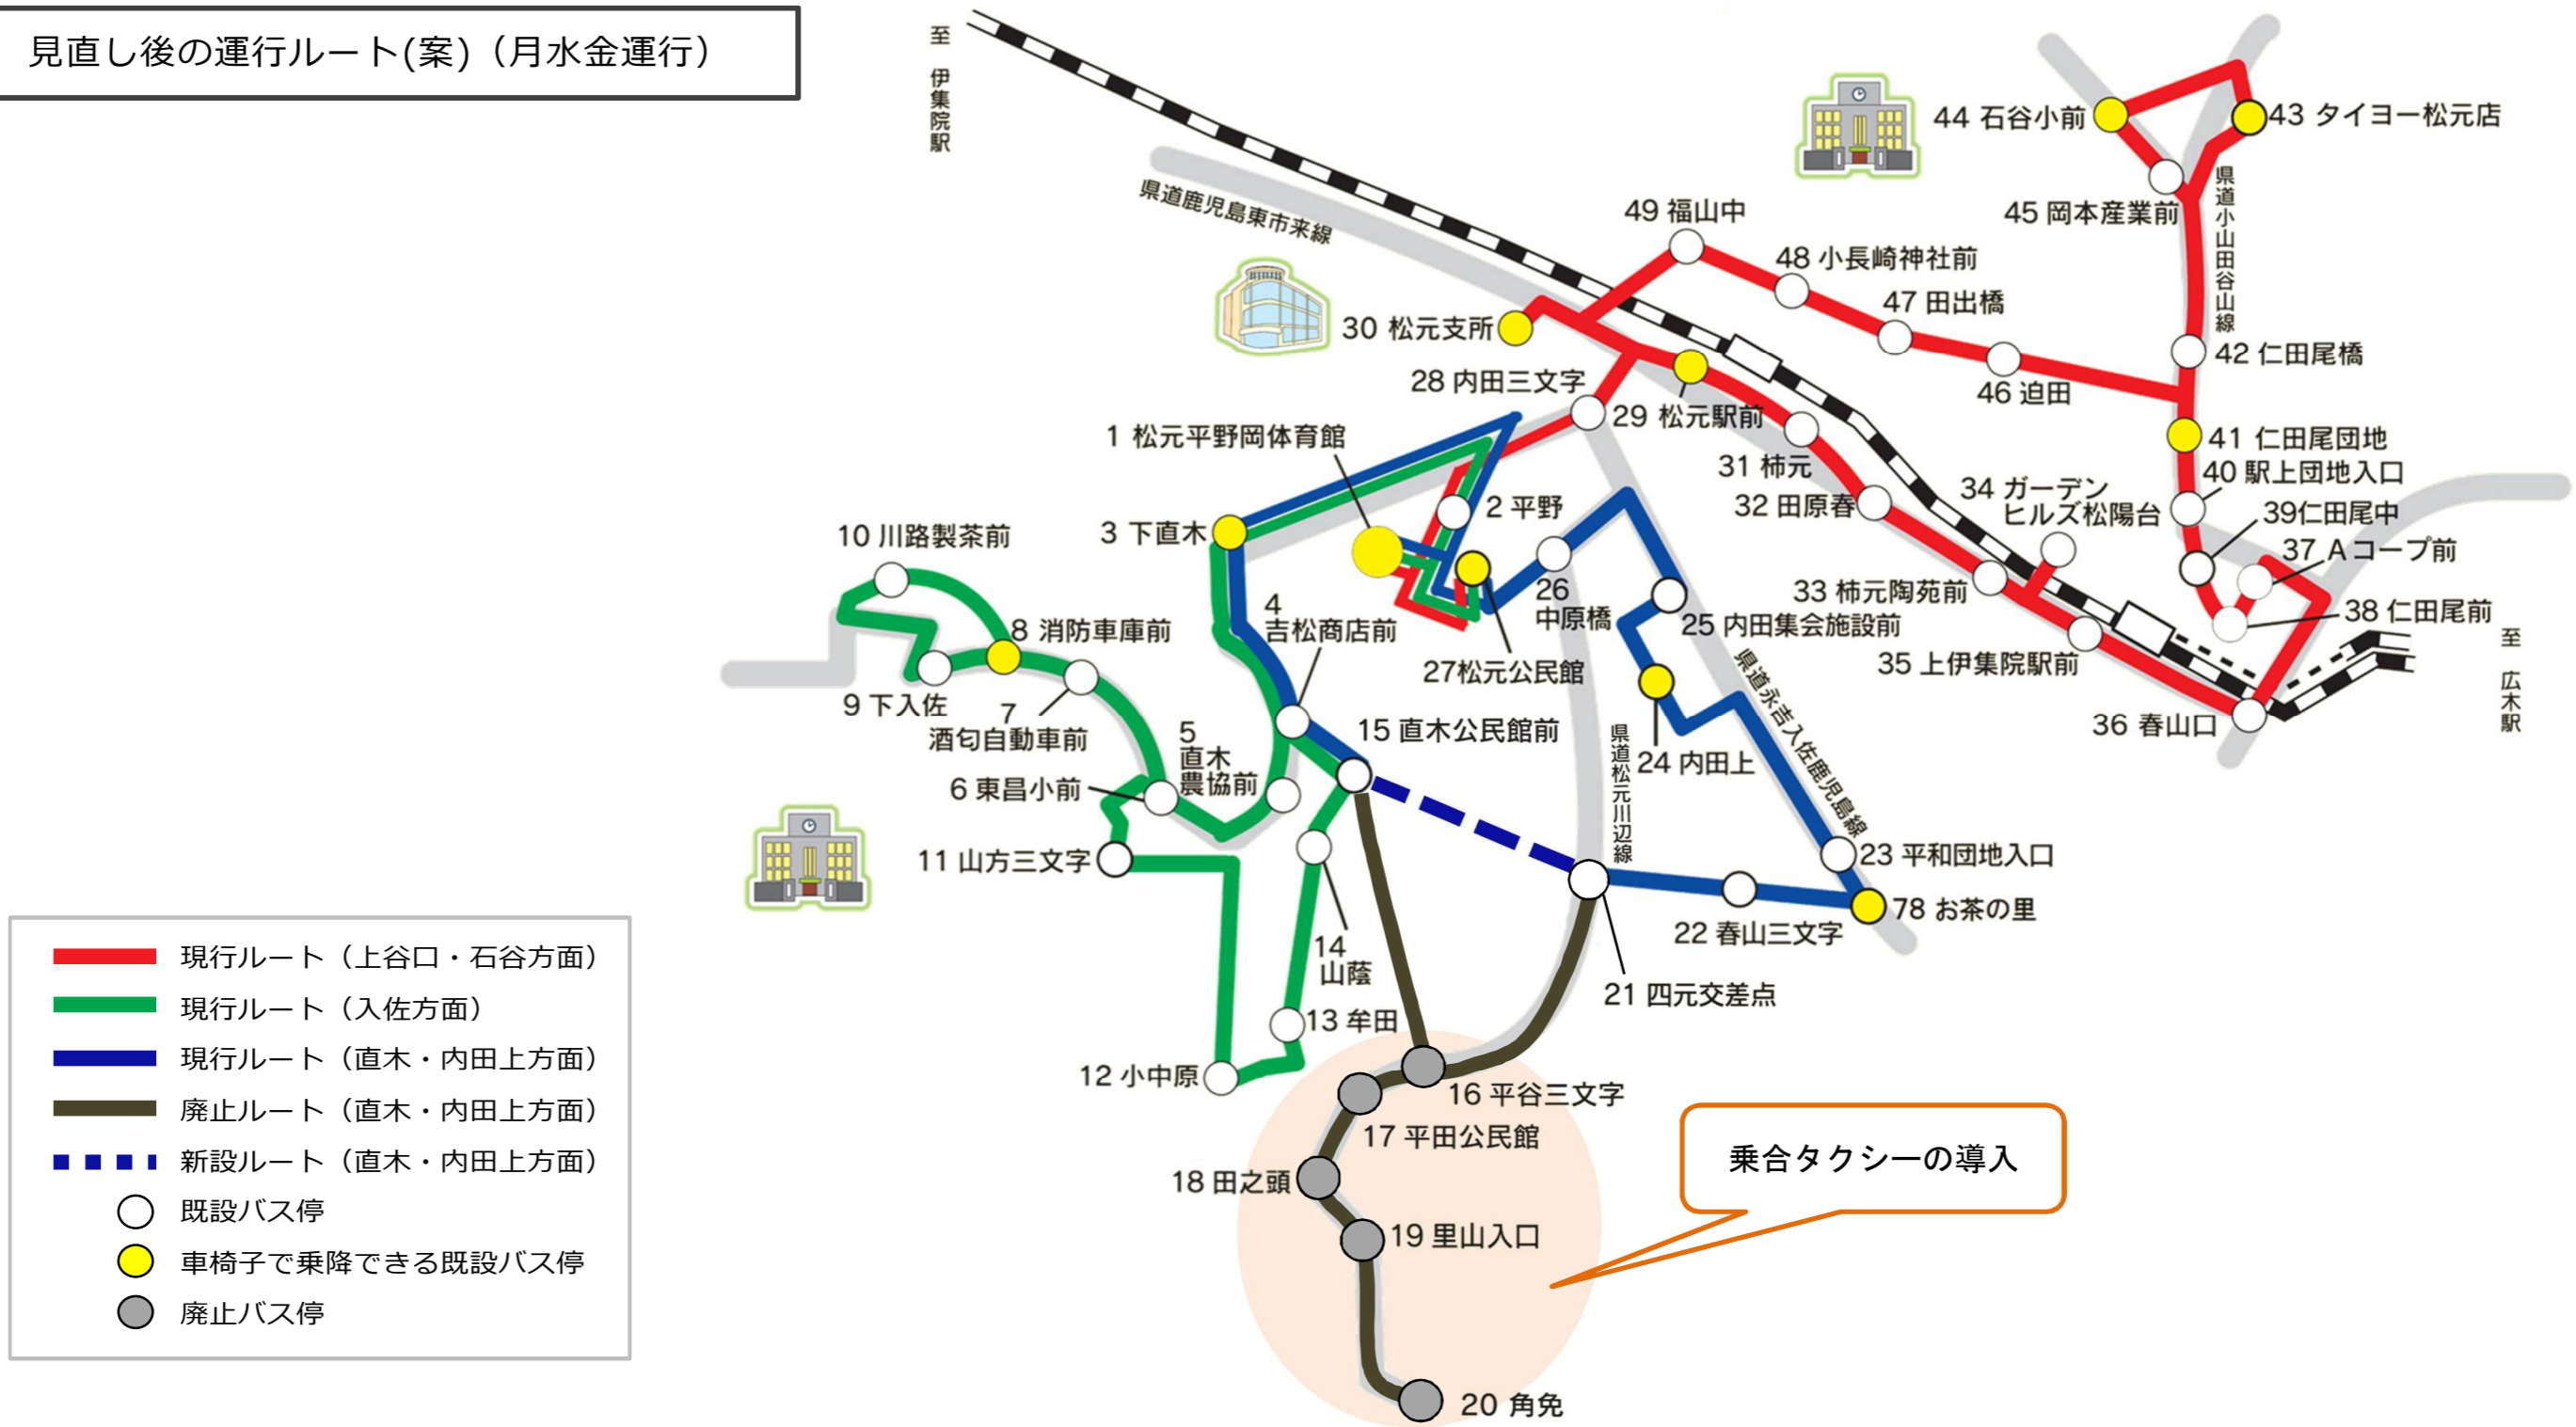 見直し後の運行ルート(案)（月水金運行）
至 伊集院駅
県道鹿児島東市来線
44 石谷小前
43 タイヨー松元店
45 岡本産業前
県道小山田谷山線
49 福山中
48 小長崎神社前
47 田出橋
46 迫田
42 仁田尾橋
41 仁田尾団地
40 駅上団地入口
39仁田尾中
37 Aコープ前
38 仁田尾前
30 松元支所
28 内田三文字
29 松元駅前
31 柿元
32 田原春
34 ガーデン
ヒルズ松陽台
33 柿元陶苑前
35 上伊集院駅前
36 春山口
至 広木駅
1 松元平野岡体育館
2 平野
3 下直木
10 川路製茶前
4
吉松商店前
26
中原橋
25 内田集会施設前
27松元公民館
8 消防車庫前
9 下入佐
7
酒匂自動車前
5
直木
農協前
15 直木公民館前
6 東昌小前
24 内田上
県道永吉入佐鹿児島線
県道松元川辺線
11 山方三文字
23 平和団地入口
78 お茶の里
22 春山三文字
21 四元交差点
14
山蔭
13 牟田
12 小中原
16 平谷三文字
17 平田公民館
18 田之頭
19 里山入口
20 角免
乗合タクシーの導入
現行ルート（上谷口・石谷方面）
現行ルート（入佐方面）
現行ルート（直木・内田上方面）
廃止ルート（直木・内田上方面）
新設ルート（直木・内田上方面）
既設バス停
車椅子で乗降できる既設バス停
廃止バス停